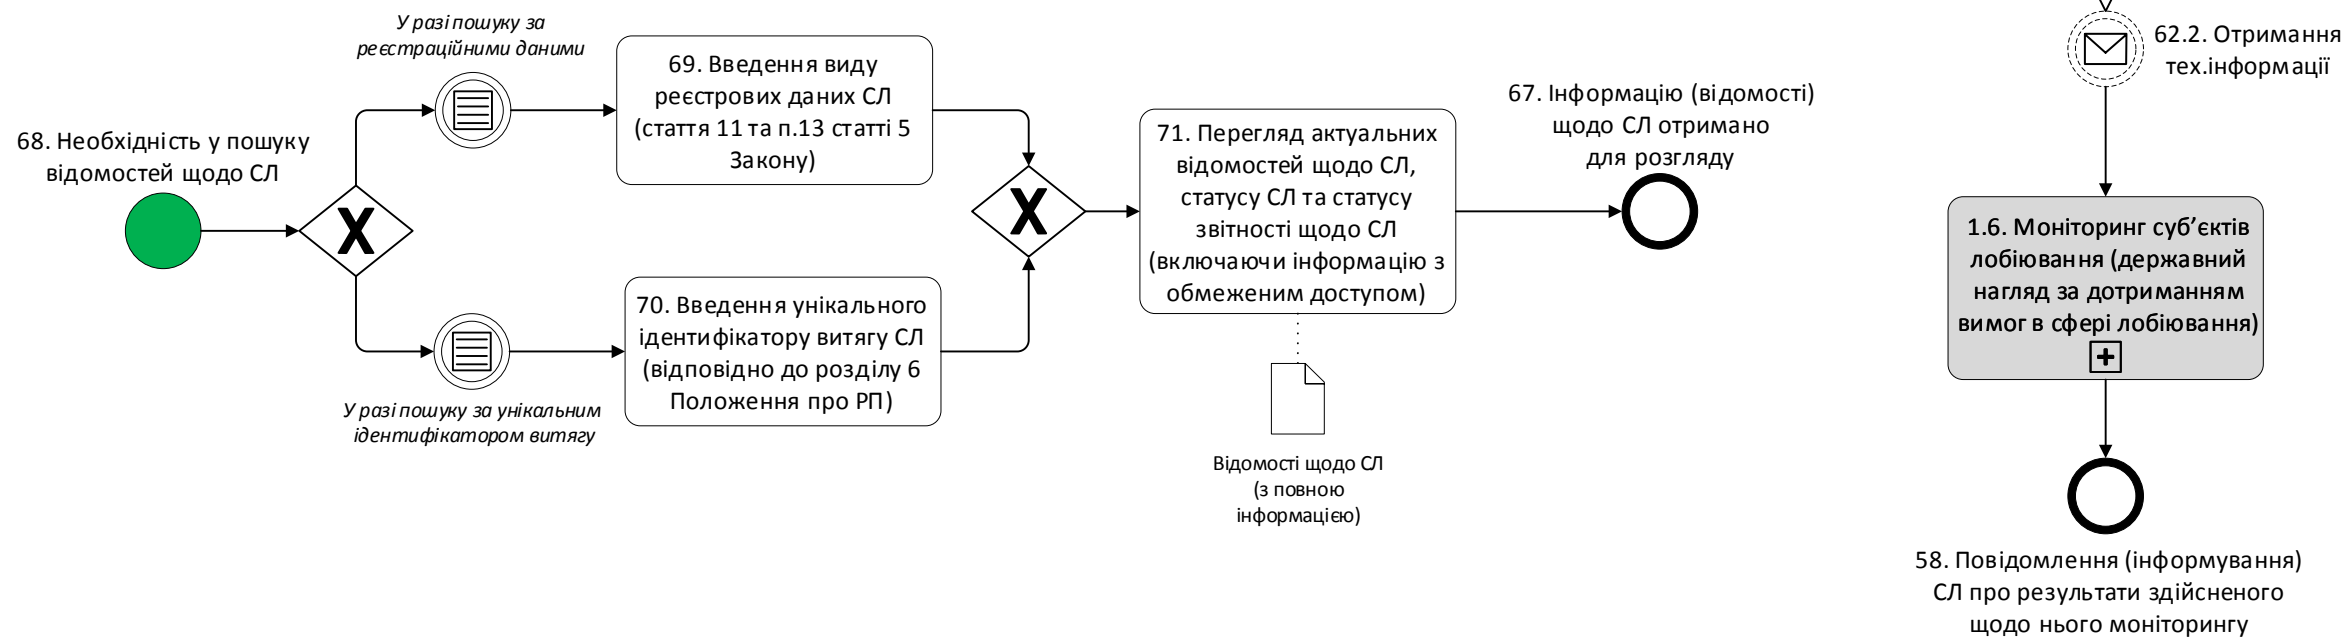 У разі пошуку за
реєстраційними даними
68. Необхідність у пошуку
відомостей щодо СЛ
X
69. Введення виду
реєстрових даних СЛ
(стаття 11 та п.13 статті 5
Закону)
70. Введення унікального
ідентифікатору витягу СЛ
(відповідно до розділу 6
Положення про РП)
У разі пошуку за унікальним
ідентифікатором витягу
X
71. Перегляд актуальних
відомостей щодо СЛ,
статусу СЛ та статусу
звітності щодо СЛ
(включаючи інформацію з
обмеженим доступом)
Відомості щодо СЛ
(з повною
інформацією)
67. Інформацію (відомості)
щодо СЛ отримано
для розгляду
62.2. Отримання
тех.інформації
1.6. Моніторинг суб’єктів
лобіювання (державний
нагляд за дотриманням
вимог в сфері лобіювання)
58. Повідомлення (інформування)
СЛ про результати здійсненого
щодо нього моніторингу